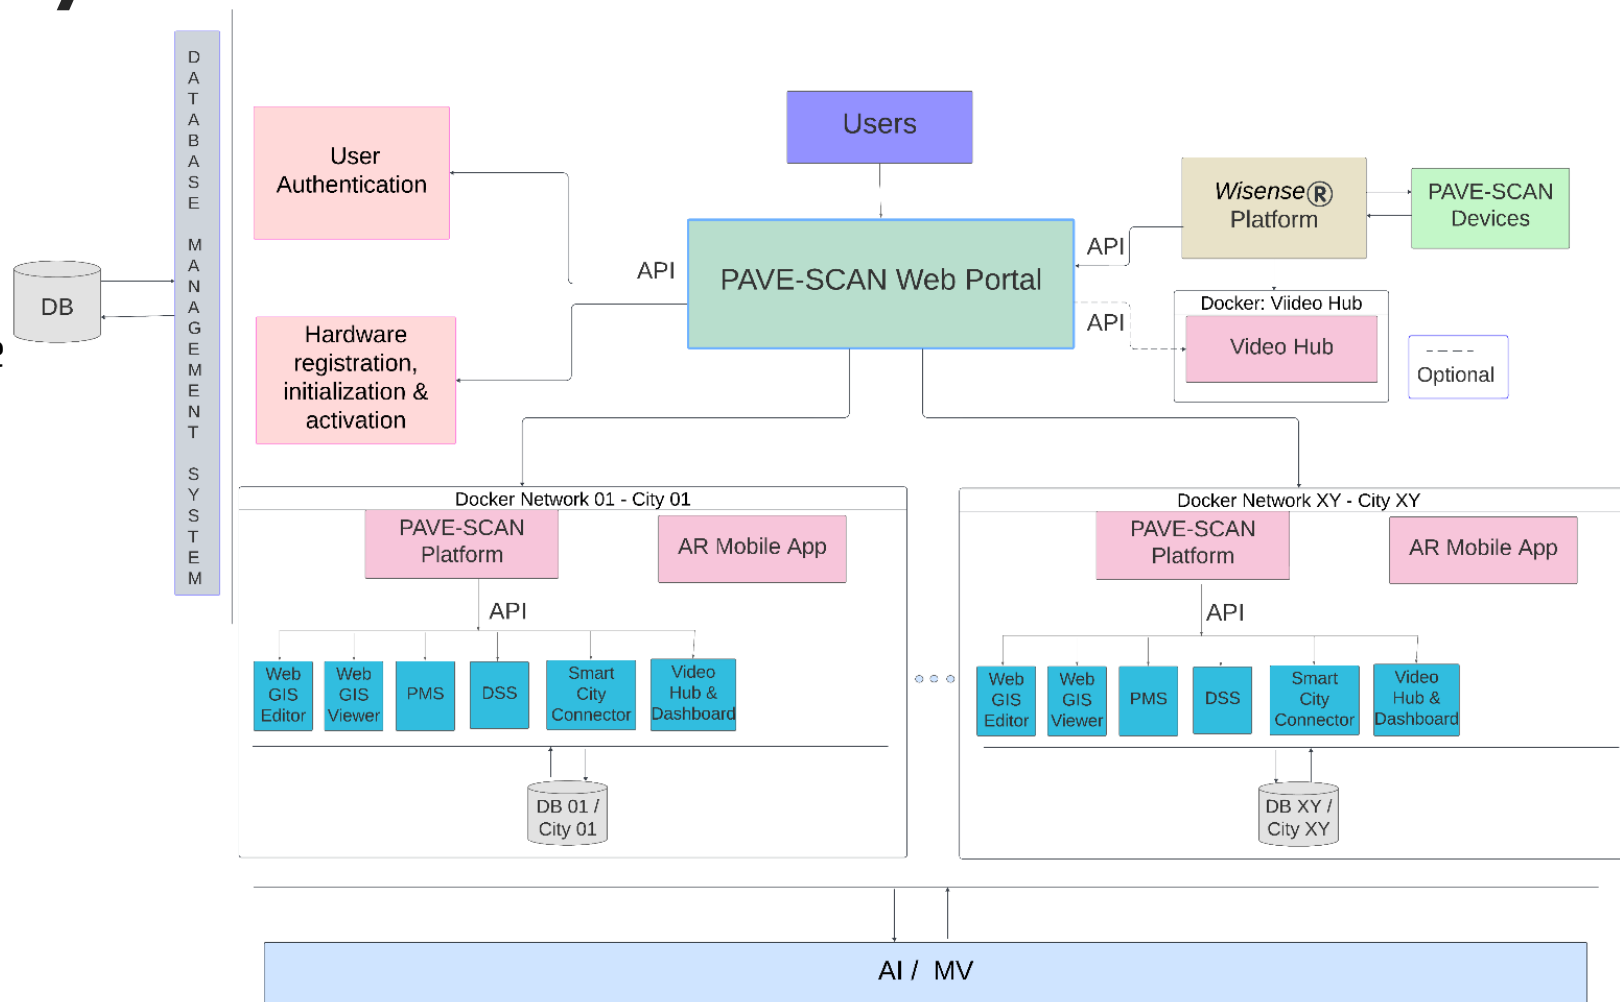 DATABASE MANAGEMENT SYSTEM
DB
User
Authentication
Hardware
registration,
initialization &
activation
API
Users
PAVE-SCAN Web Portal
API
API
Wisense®
Platform
PAVE-SCAN
Devices
Docker: Viideo Hub
Video Hub
Optional
Docker Network 01 - City 01
PAVE-SCAN
Platform
AR Mobile App
API
Web
GIS
Editor
Web
GIS
Viewer
PMS
DSS
Smart
City
Connector
Video
Hub &
Dashboard
DB 01 /
City 01
Docker Network XY - City XY
PAVE-SCAN
Platform
AR Mobile App
API
Web
GIS
Editor
Web
GIS
Viewer
PMS
DSS
Smart
City
Connector
Video
Hub &
Dashboard
DB XY /
City XY
AI / MV